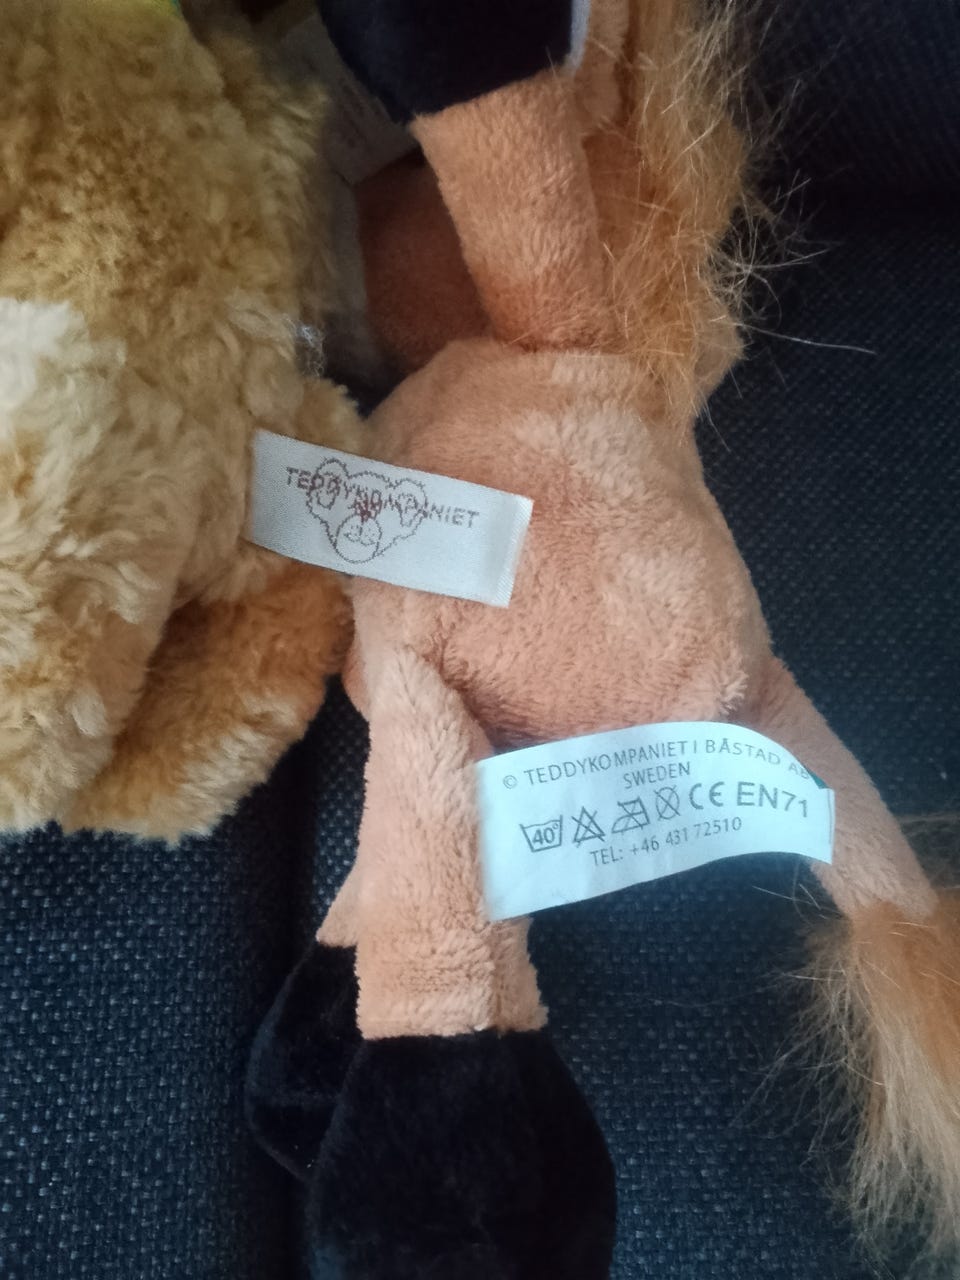 TEDDYKOMPANIET
© TEDDYKOMPANIET I BÅSTAD AB
SWEDEN
40° CE EN71
TEL: +46 431 72510